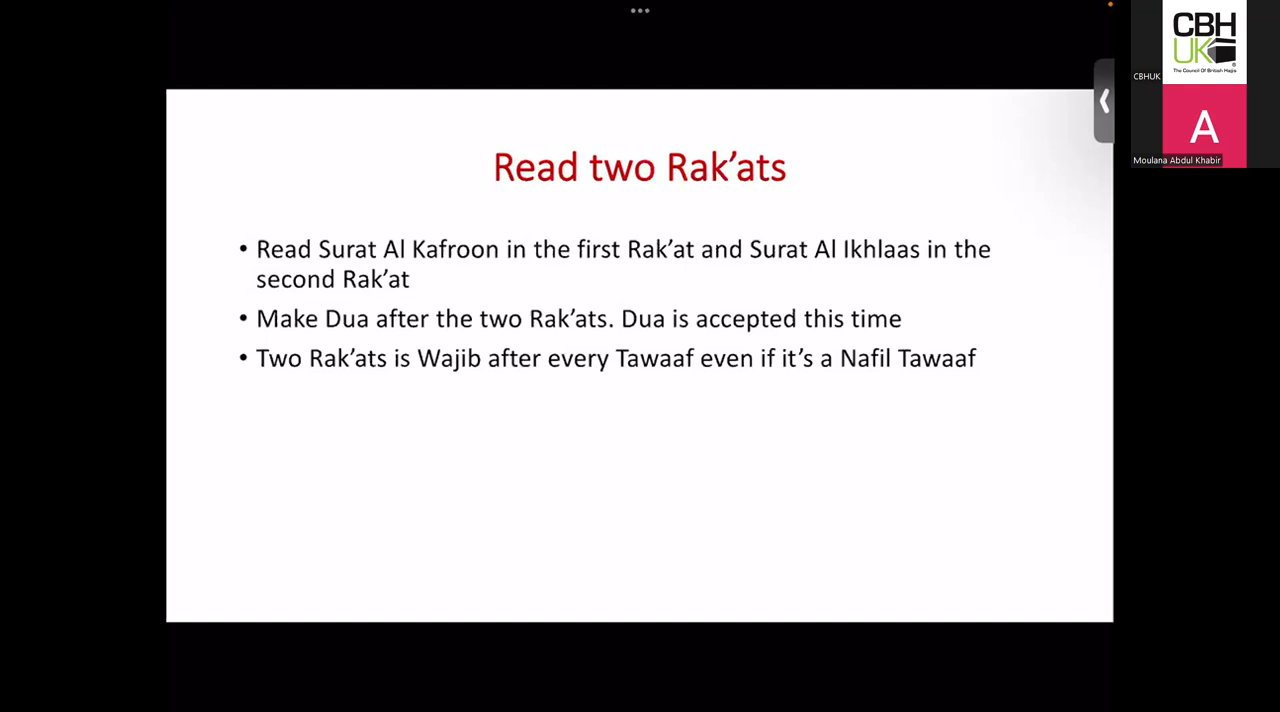 CBH
UK
The Council Of British Hajjis
CBHUK
A
Moulana Abdul Khabir
Read two Rak’ats
• Read Surat Al Kafroon in the first Rak’at and Surat Al Ikhlaas in the
second Rak’at
• Make Dua after the two Rak’ats. Dua is accepted this time
• Two Rak’ats is Wajib after every Tawaaf even if it’s a Nafil Tawaaf